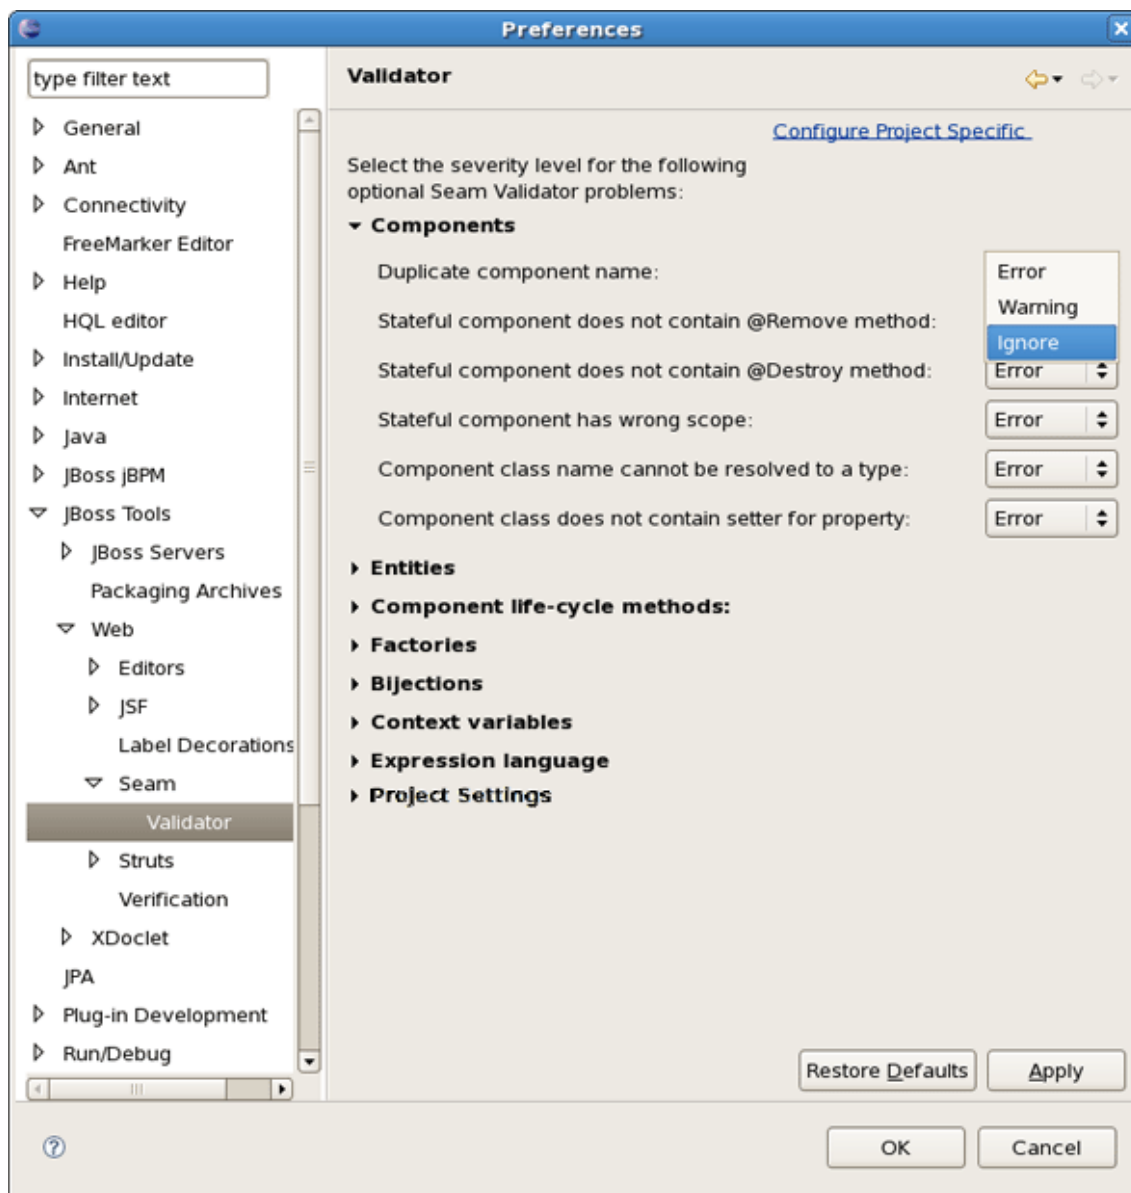 Preferences
type filter text
General
Ant
Connectivity
FreeMarker Editor
Help
HQL editor
Install/Update
Internet
Java
JBoss jBPM
JBoss Tools
JBoss Servers
Packaging Archives
Web
Editors
JSF
Label Decorations
Seam
Validator
Struts
Verification
XDoclet
JPA
Plug-in Development
Run/Debug
Validator
Configure Project Specific
Select the severity level for the following
optional Seam Validator problems:
Components
Duplicate component name:
Error
Warning
Ignore
Stateful component does not contain @Remove method:
Stateful component does not contain @Destroy method: Error
Stateful component has wrong scope: Error
Component class name cannot be resolved to a type: Error
Component class does not contain setter for property: Error
Entities
Component life-cycle methods:
Factories
Bijections
Context variables
Expression language
Project Settings
Restore Defaults Apply
? OK Cancel